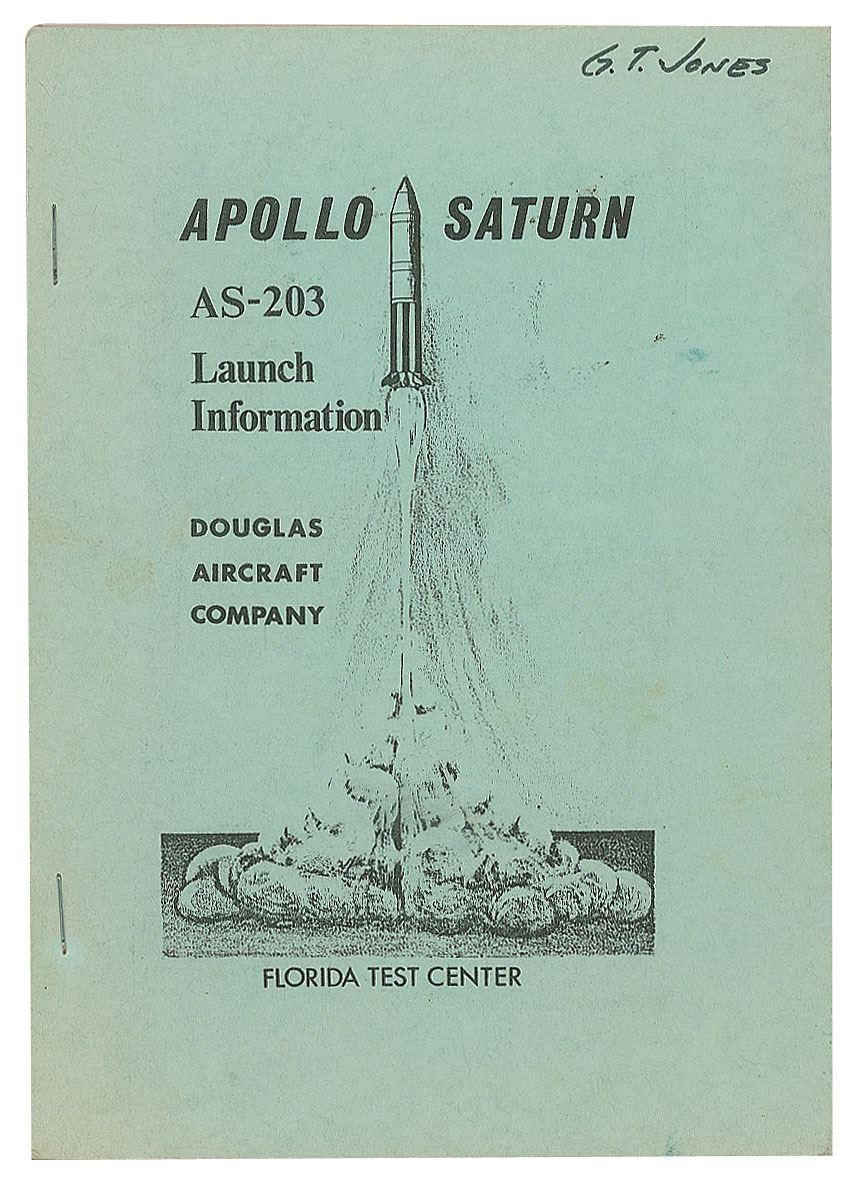 G. T. JONES
APOLLO SATURN
AS-203
Launch
Information
DOUGLAS
AIRCRAFT
COMPANY
FLORIDA TEST CENTER